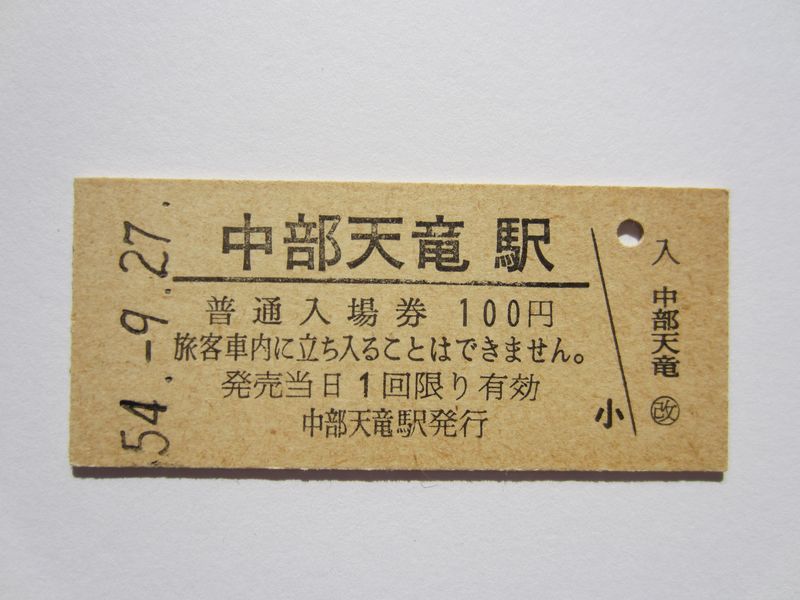 54.-9.27.
中部天竜駅
普通入場券 100円
旅客車内に立ち入ることはできません。
発売当日1回限り有効
中部天竜駅発行
小
入
中部天竜
改